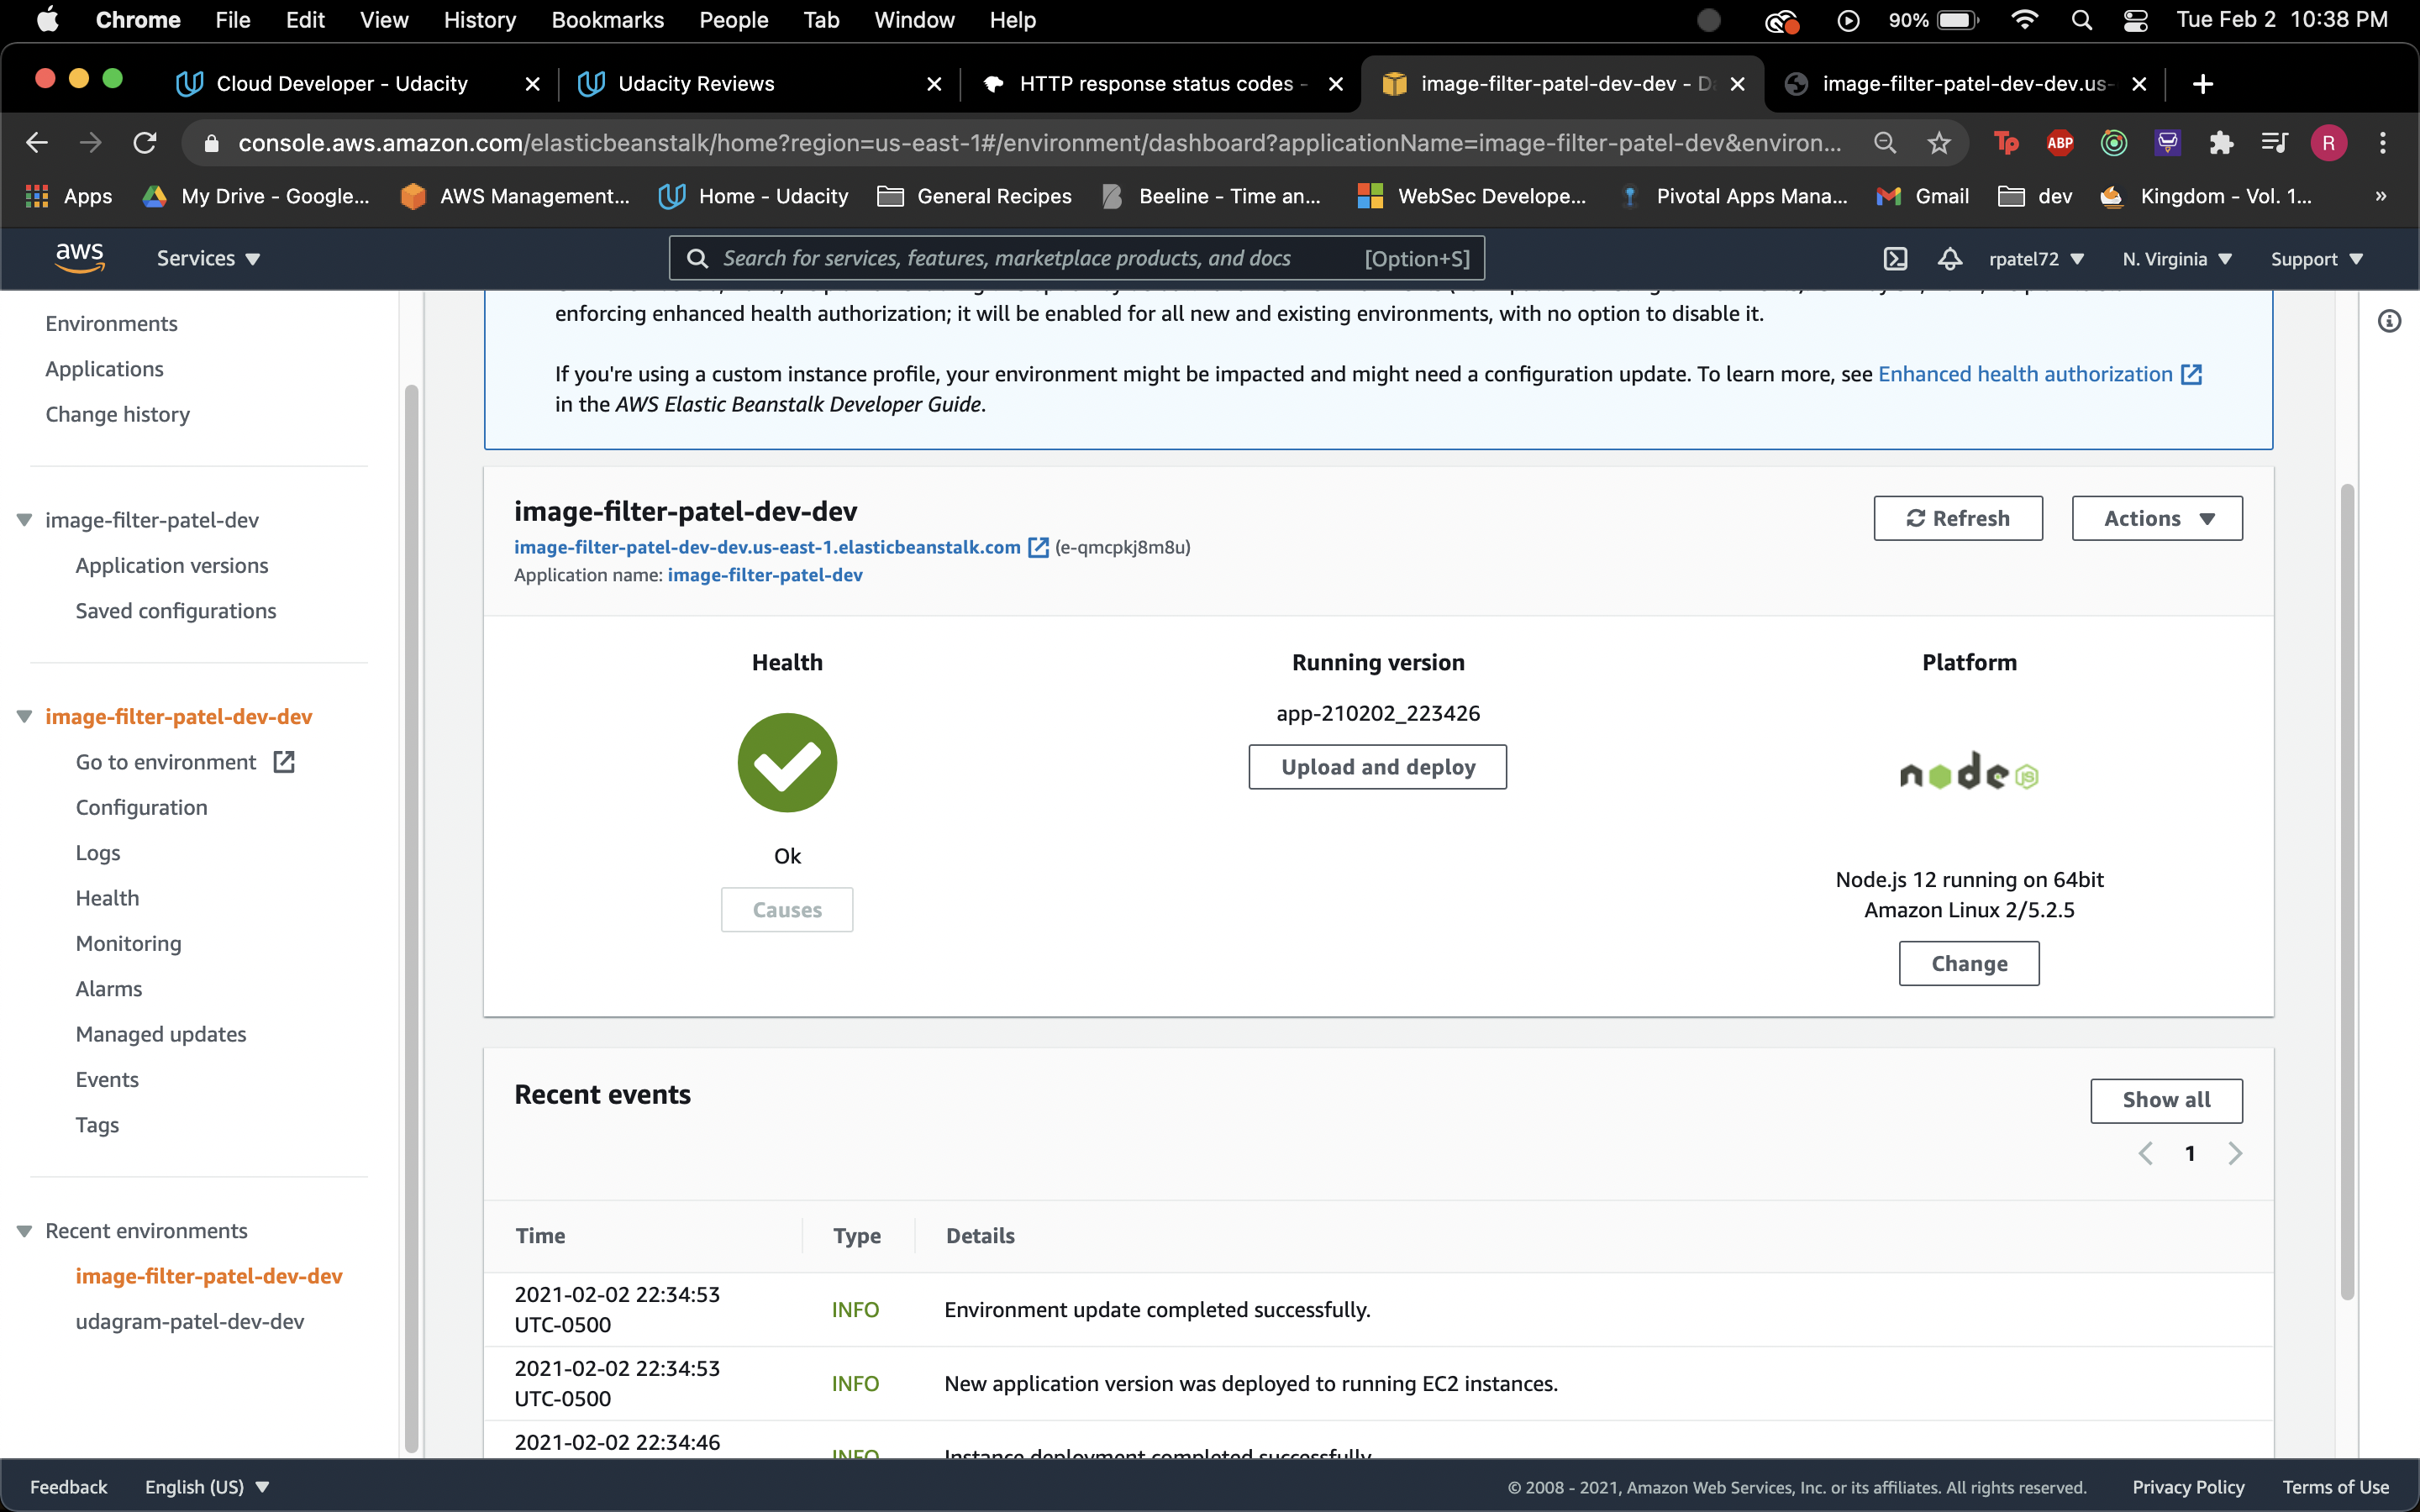 Chrome File Edit View History Bookmarks People Tab Window Help 90% Tue Feb 2 10:38 PM
Cloud Developer - Udacity Udacity Reviews HTTP response status codes - image-filter-patel-dev-dev - D image-filter-patel-dev-dev.us-
console.aws.amazon.com/elasticbeanstalk/home?region=us-east-1#/environment/dashboard?applicationName=image-filter-patel-dev&environ... Tp ABP R
Apps My Drive - Google... AWS Management... Home - Udacity General Recipes Beeline - Time an... WebSec Develope... Pivotal Apps Mana... Gmail dev Kingdom - Vol. 1... »
aws Services Search for services, features, marketplace products, and docs [Option+S] rpatel72 N. Virginia Support
Environments
Applications
Change history
image-filter-patel-dev
Application versions
Saved configurations
image-filter-patel-dev-dev
Go to environment
Configuration
Logs
Health
Monitoring
Alarms
Managed updates
Events
Tags
Recent environments
image-filter-patel-dev-dev
udagram-patel-dev-dev
enforcing enhanced health authorization; it will be enabled for all new and existing environments, with no option to disable it.
If you're using a custom instance profile, your environment might be impacted and might need a configuration update. To learn more, see Enhanced health authorization
in the AWS Elastic Beanstalk Developer Guide.
image-filter-patel-dev-dev
image-filter-patel-dev-dev.us-east-1.elasticbeanstalk.com (e-qmcpkj8m8u)
Application name: image-filter-patel-dev
Refresh Actions
Health
Ok
Causes
Running version
app-210202_223426
Upload and deploy
Platform
node JS
Node.js 12 running on 64bit
Amazon Linux 2/5.2.5
Change
Recent events
Show all
1
Time Type Details
2021-02-02 22:34:53
UTC-0500
INFO Environment update completed successfully.
2021-02-02 22:34:53
UTC-0500
INFO New application version was deployed to running EC2 instances.
2021-02-02 22:34:46
INFO Instance deployment completed successfully.
Feedback English (US) © 2008 - 2021, Amazon Web Services, Inc. or its affiliates. All rights reserved. Privacy Policy Terms of Use